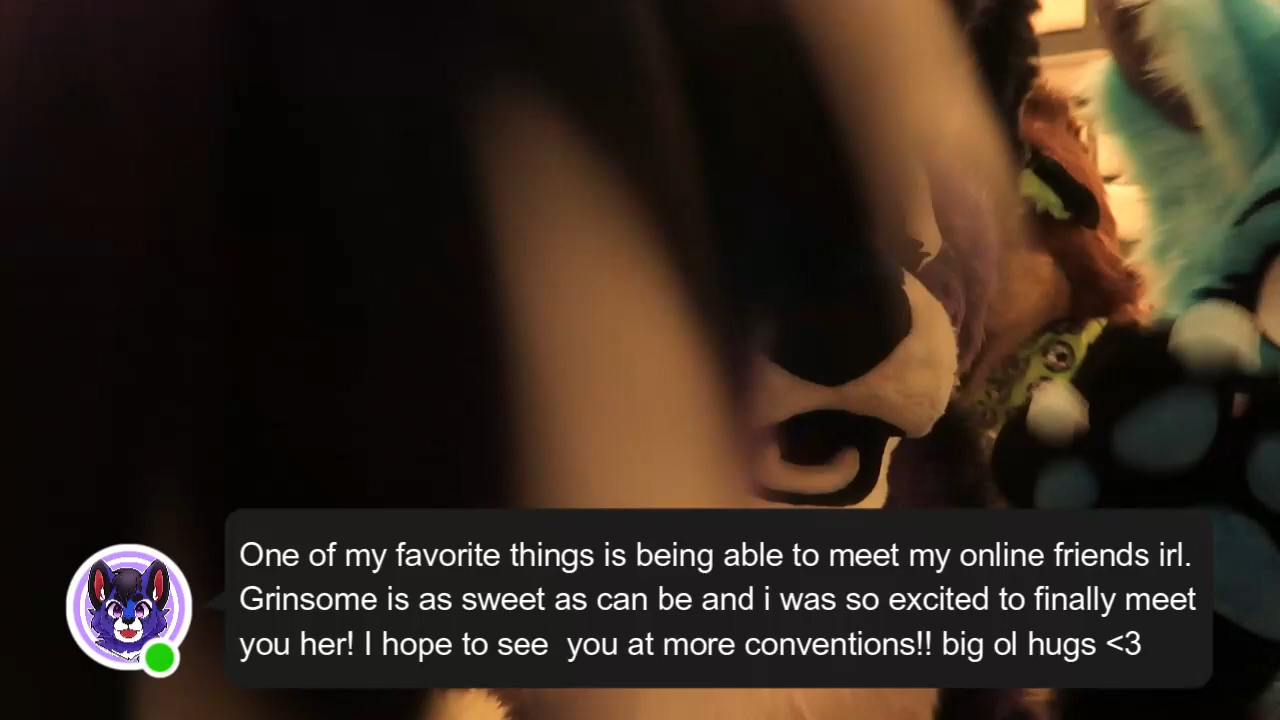 One of my favorite things is being able to meet my online friends irl.
Grinsome is as sweet as can be and i was so excited to finally meet
you her! I hope to see  you at more conventions!! big ol hugs <3